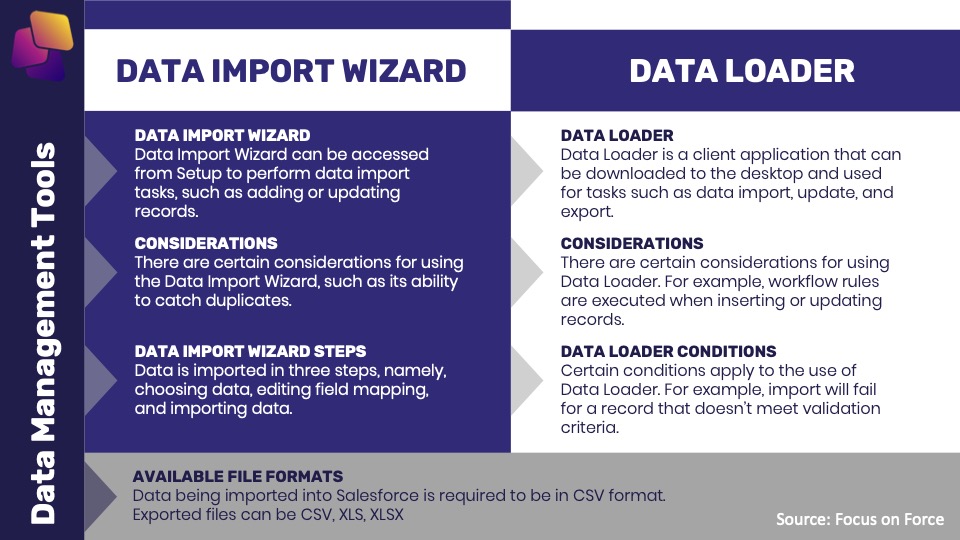 Data Management Tools
DATA IMPORT WIZARD
DATA IMPORT WIZARD
Data Import Wizard can be accessed
from Setup to perform data import
tasks, such as adding or updating
records.
CONSIDERATIONS
There are certain considerations for using
the Data Import Wizard, such as its ability
to catch duplicates.
DATA IMPORT WIZARD STEPS
Data is imported in three steps, namely,
choosing data, editing field mapping,
and importing data.
DATA LOADER
DATA LOADER
Data Loader is a client application that can
be downloaded to the desktop and used
for tasks such as data import, update, and
export.
CONSIDERATIONS
There are certain considerations for using
Data Loader. For example, workflow rules
are executed when inserting or updating
records.
DATA LOADER CONDITIONS
Certain conditions apply to the use of
Data Loader. For example, import will fail
for a record that doesn't meet validation
criteria.
AVAILABLE FILE FORMATS
Data being imported into Salesforce is required to be in CSV format.
Exported files can be CSV, XLS, XLSX
Source: Focus on Force